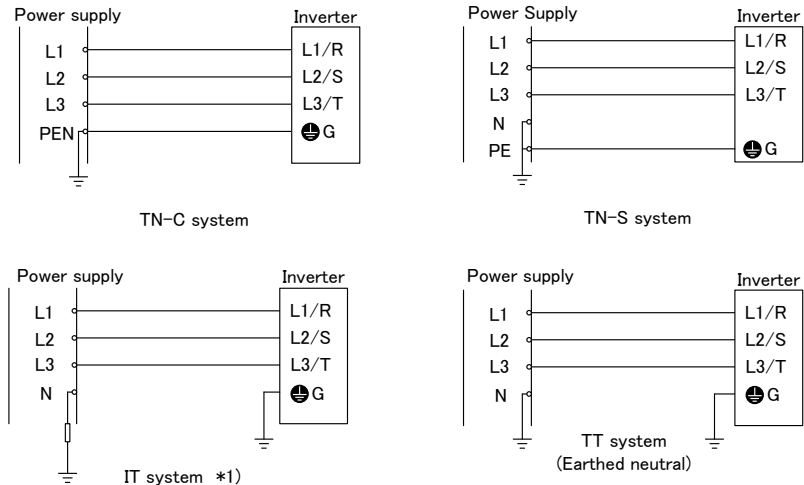 Power supply
Inverter
L1
L1/R
L2
L2/S
L3
L3/T
PEN
G
TN-C system
Power Supply
Inverter
L1
L1/R
L2
L2/S
L3
L3/T
N
PE
G
TN-S system
Power supply
Inverter
L1
L1/R
L2
L2/S
L3
L3/T
N
G
IT system *1)
Power supply
Inverter
L1
L1/R
L2
L2/S
L3
L3/T
N
G
TT system
(Earthed neutral)